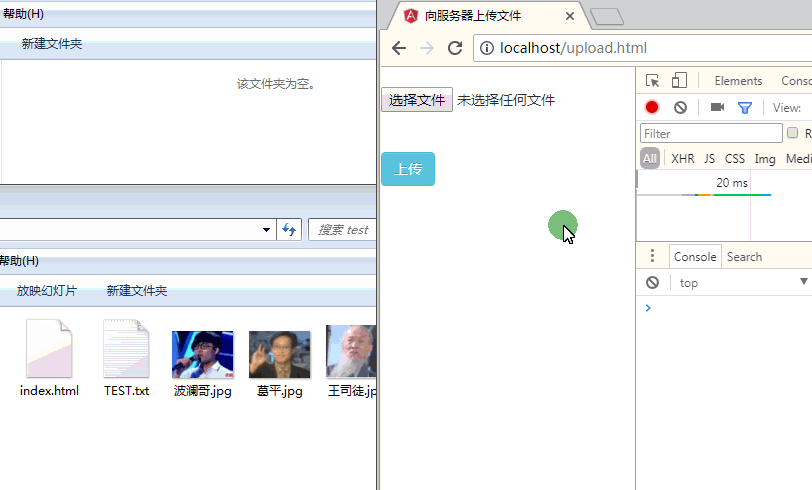 帮助(H)
新建文件夹
该文件夹为空。
搜索 test
帮助(H)
放映幻灯片
新建文件夹
index.html
TEST.txt
波澜哥.jpg
墓平.jpg
王司徒.jp
向服务器上传文件
localhost/upload.html
选择文件 未选择任何文件
上传
Elements Conso
View:
Filter
R
All XHR JS CSS Img Medi
20 ms
Console Search
top